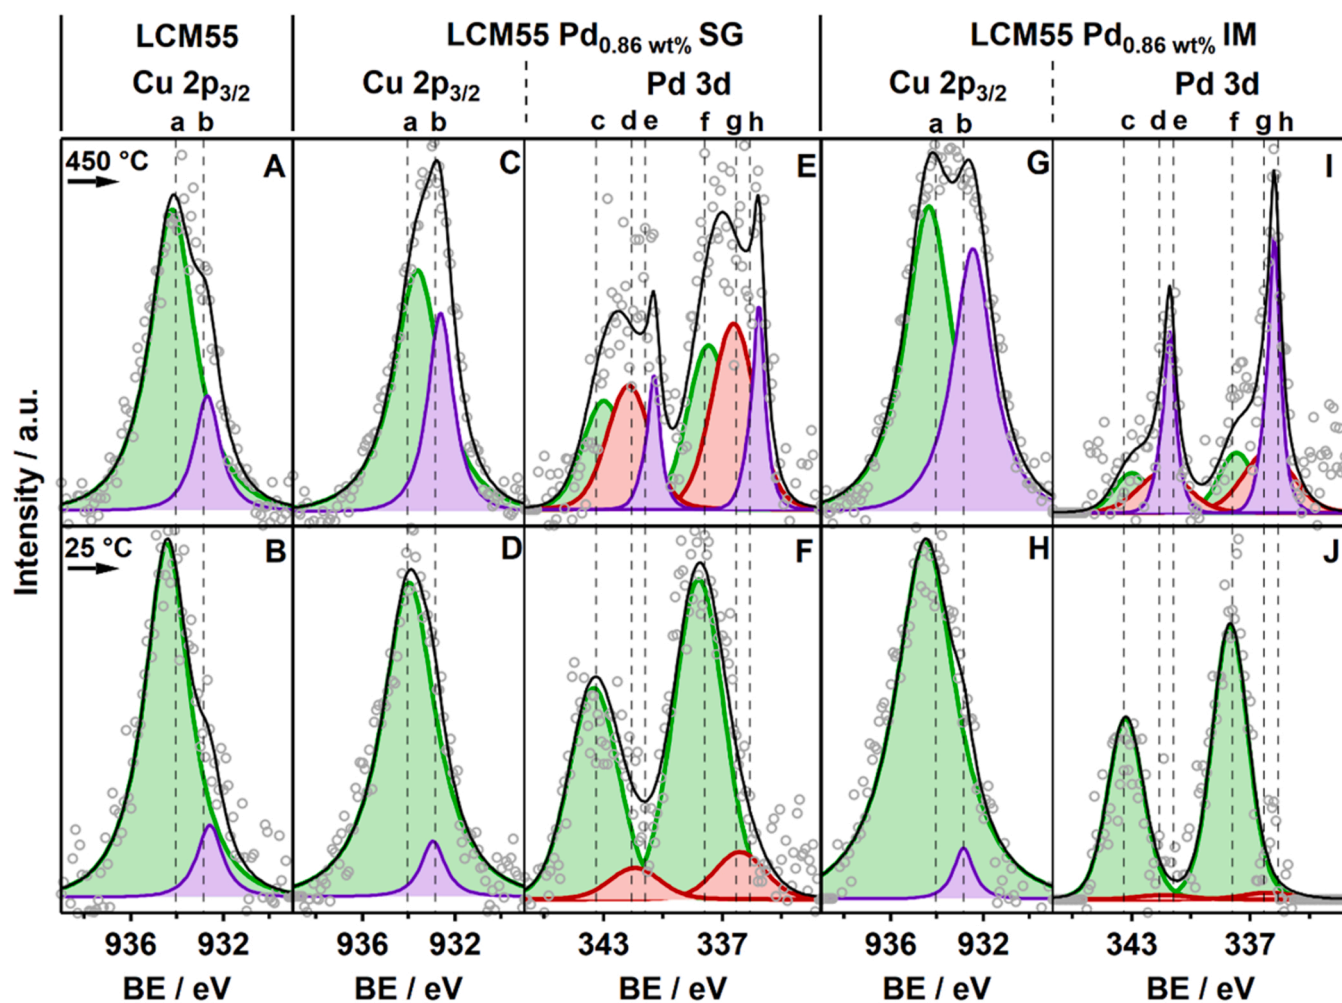 LCM55 LCM55 Pd0.86 wt% SG LCM55 Pd0.86 wt% IM
Cu 2p3/2 Cu 2p3/2 Pd 3d Cu 2p3/2 Pd 3d
a b a b c d e f g h a b c d e f g h
450 °C A C E G I
25 °C B D F H J
Intensity / a.u.
936 932 936 932 343 337 936 932 343 337
BE / eV BE / eV BE / eV BE / eV BE / eV